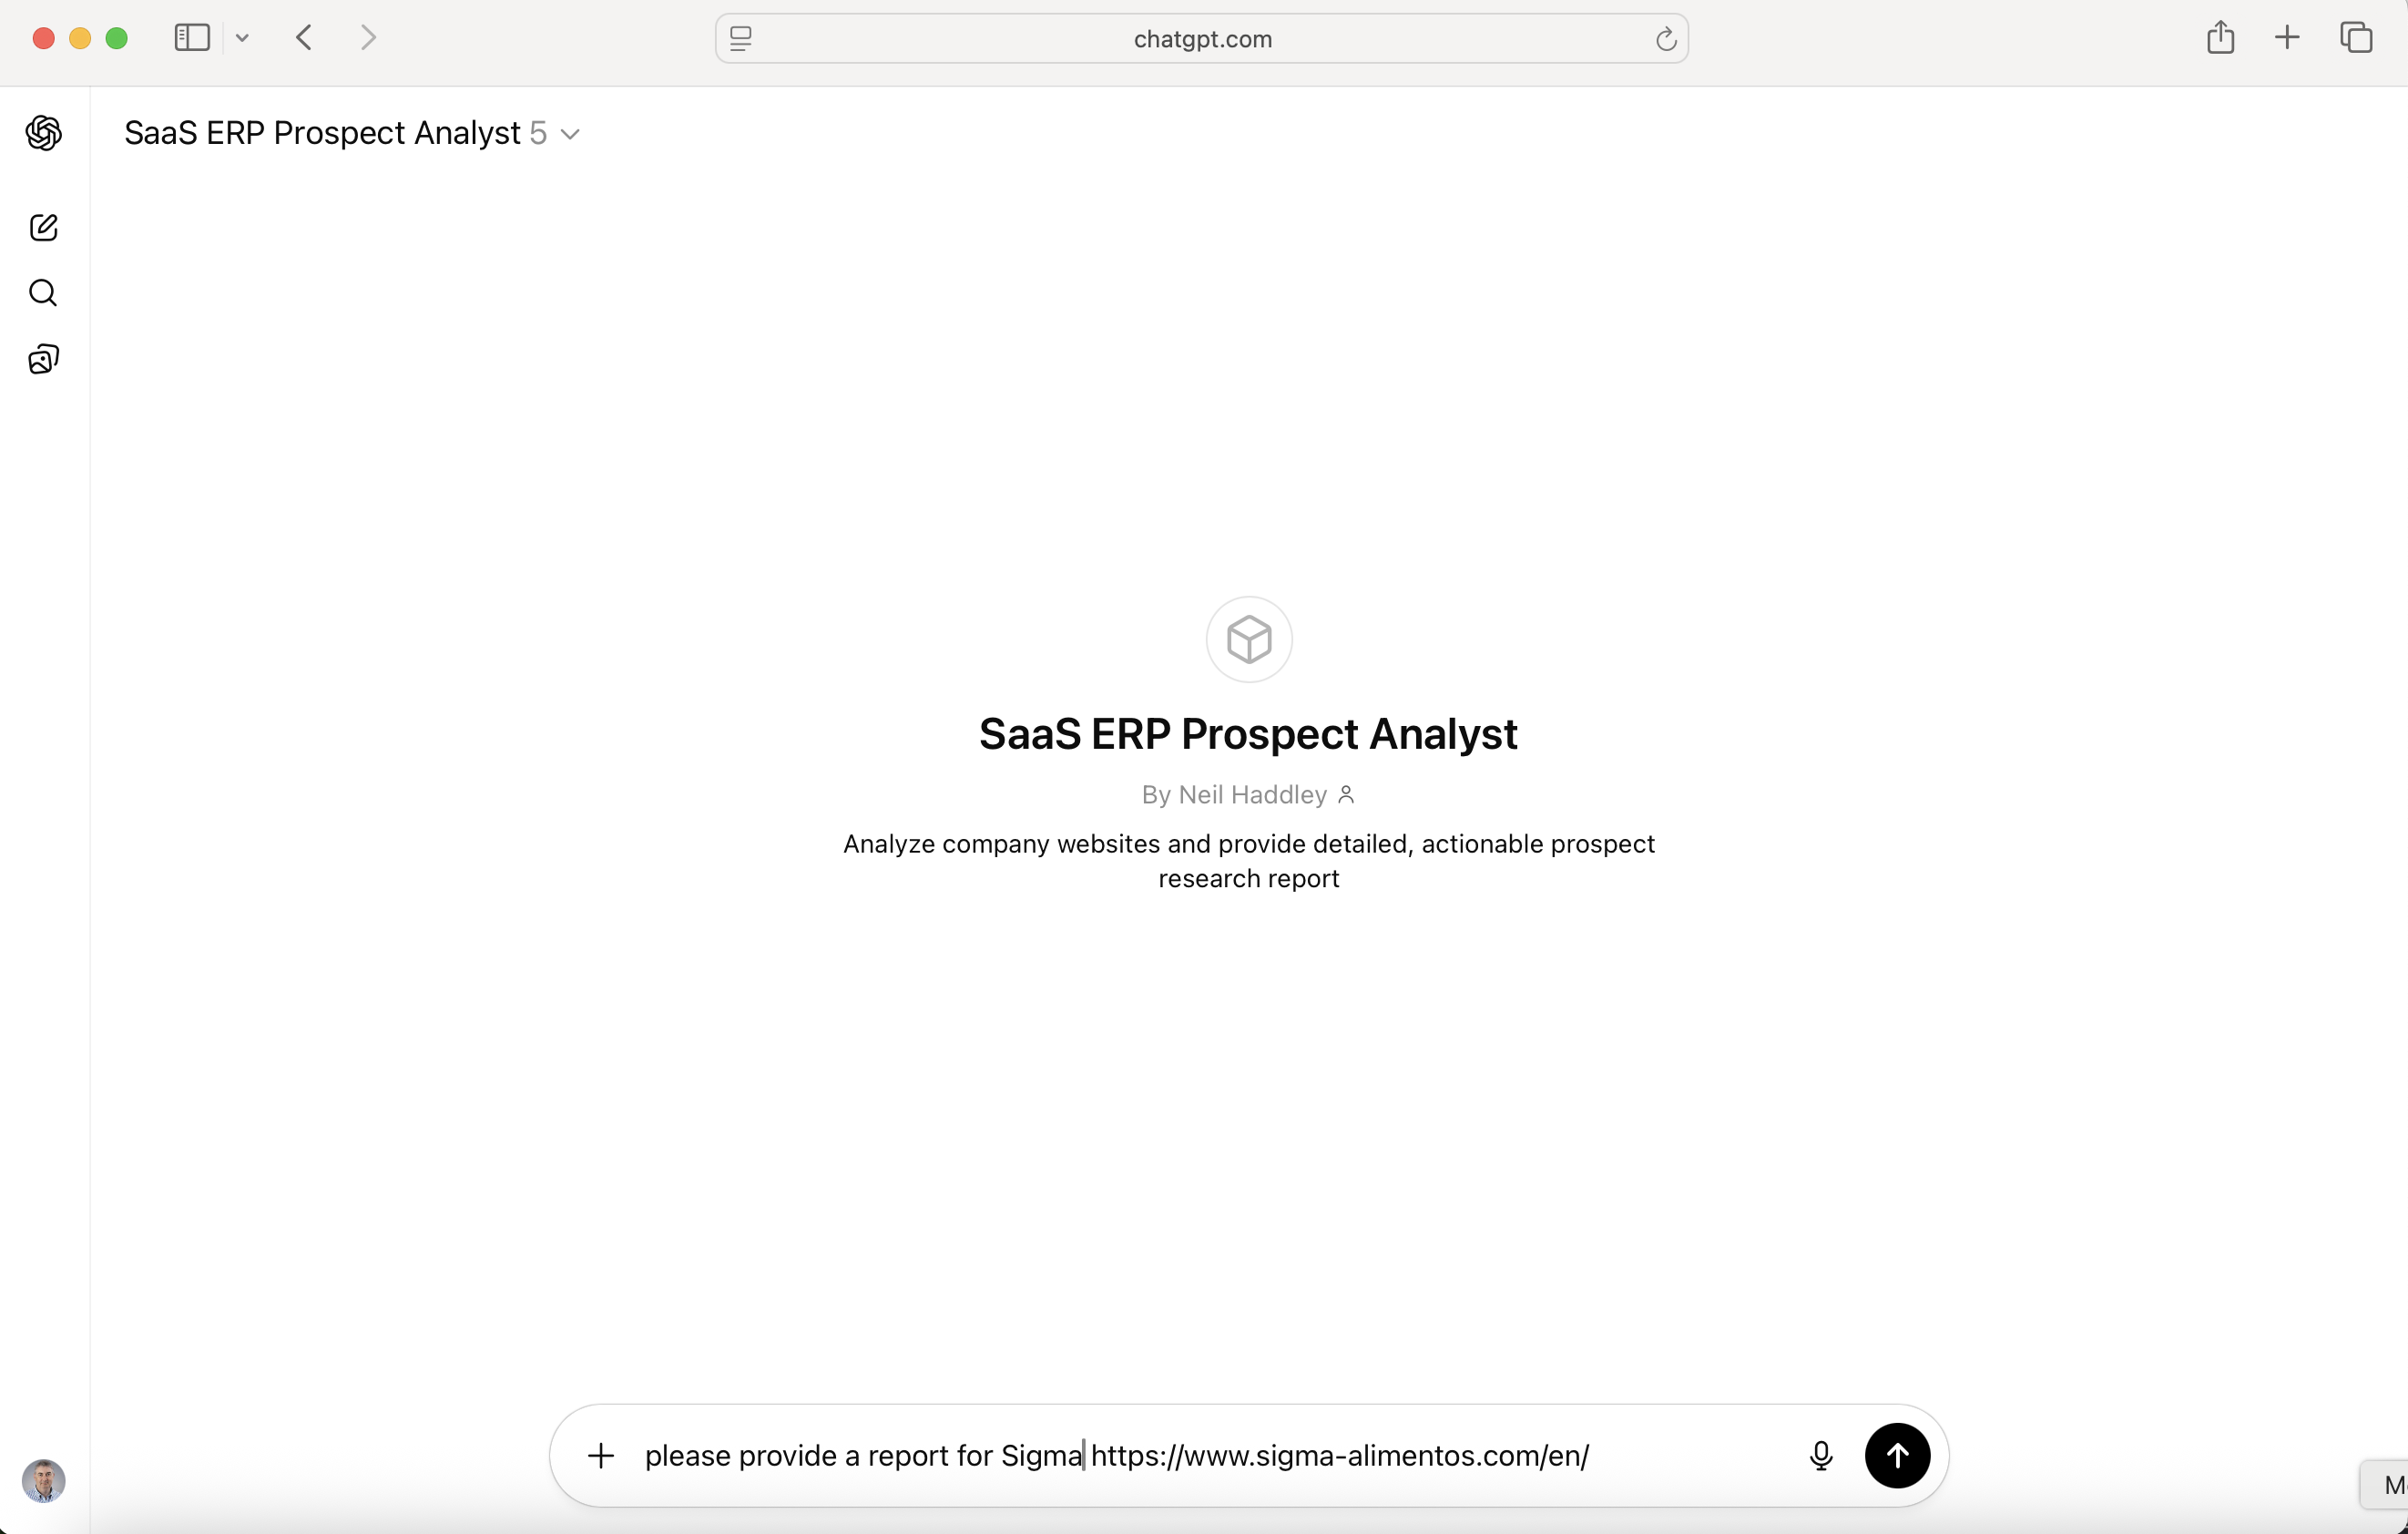 chatgpt.com
SaaS ERP Prospect Analyst 5
SaaS ERP Prospect Analyst
By Neil Haddley
Analyze company websites and provide detailed, actionable prospect
research report
please provide a report for Sigma https://www.sigma-alimentos.com/en/